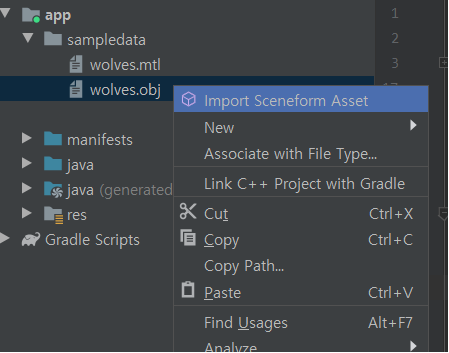 app
sampledata
wolves.mtl
wolves.obj
manifests
java
java (generated
res
Gradle Scripts
1
2
3
Import Sceneform Asset
New
Associate with File Type...
Link C++ Project with Gradle
Cut Ctrl+X
Copy Ctrl+C
Copy Path...
Paste Ctrl+V
Find Usages Alt+F7
Analyze